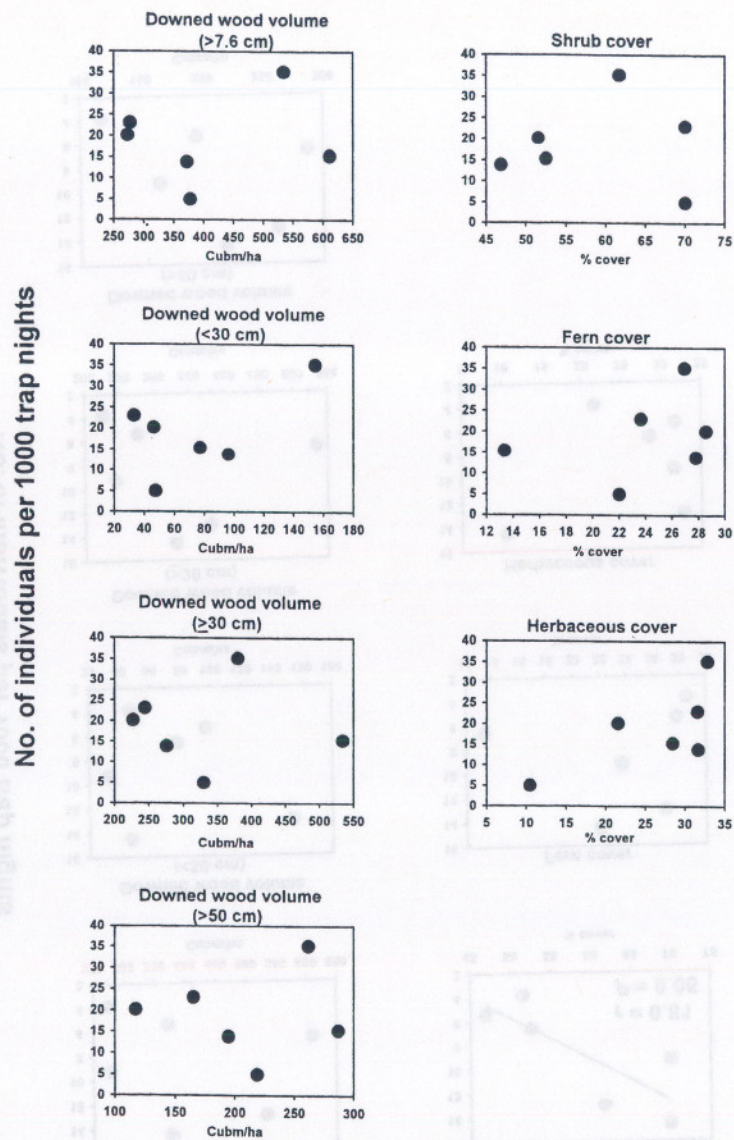 No. of individuals per 1000 trap nights
Downed wood volume
(>7.6 cm)
40
35
30
25
20
15
10
5
0
250 300 350 400 450 500 550 600 650
Cubm/ha
Shrub cover
40
35
30
25
20
15
10
5
0
45 50 55 60 65 70 75
% cover
Downed wood volume
(<30 cm)
40
35
30
25
20
15
10
5
0
20 40 60 80 100 120 140 160 180
Cubm/ha
Fern cover
40
35
30
25
20
15
10
5
0
12 14 16 18 20 22 24 26 28 30
% cover
Downed wood volume
(≥30 cm)
40
35
30
25
20
15
10
5
0
200 250 300 350 400 450 500 550
Cubm/ha
Herbaceous cover
40
35
30
25
20
15
10
5
0
5 10 15 20 25 30 35
% cover
Downed wood volume
(>50 cm)
40
35
30
25
20
15
10
5
0
100 150 200 250 300
Cubm/ha